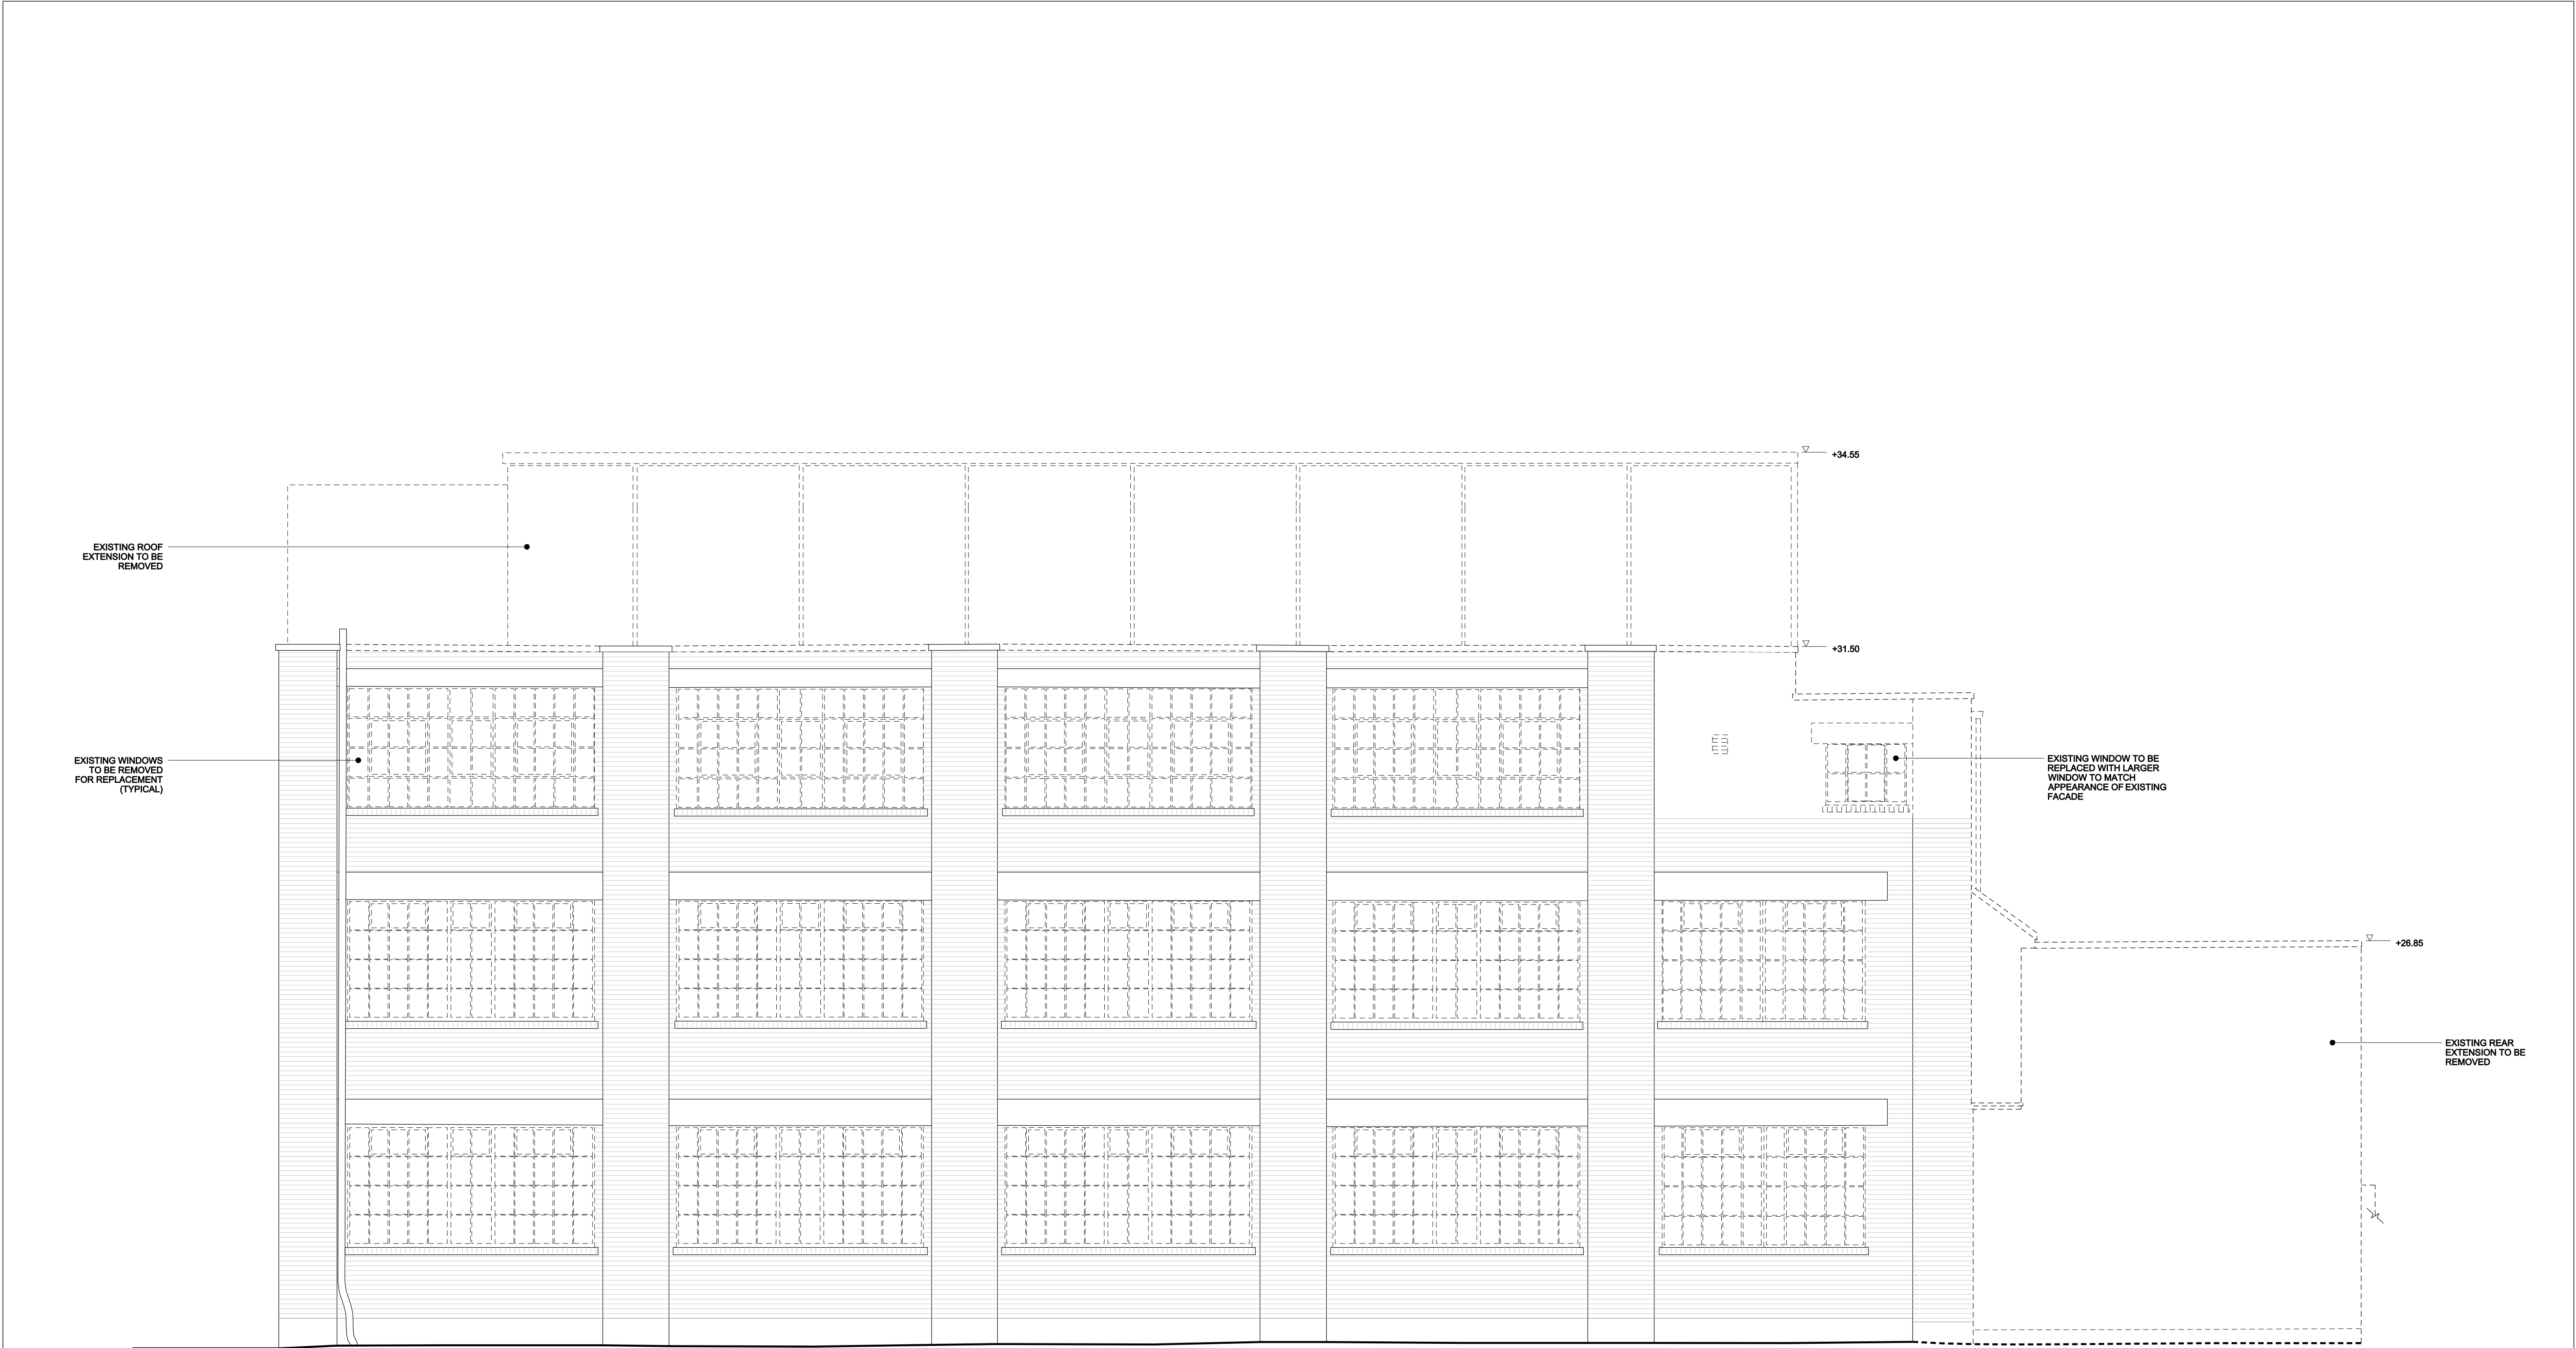 +34.55
EXISTING ROOF
EXTENSION TO BE
REMOVED
+31.50
EXISTING WINDOWS
TO BE REMOVED
FOR REPLACEMENT
(TYPICAL)
EXISTING WINDOW TO BE
REPLACED WITH LARGER
WINDOW TO MATCH
APPEARANCE OF EXISTING
FACADE
+26.85
EXISTING REAR
EXTENSION TO BE
REMOVED